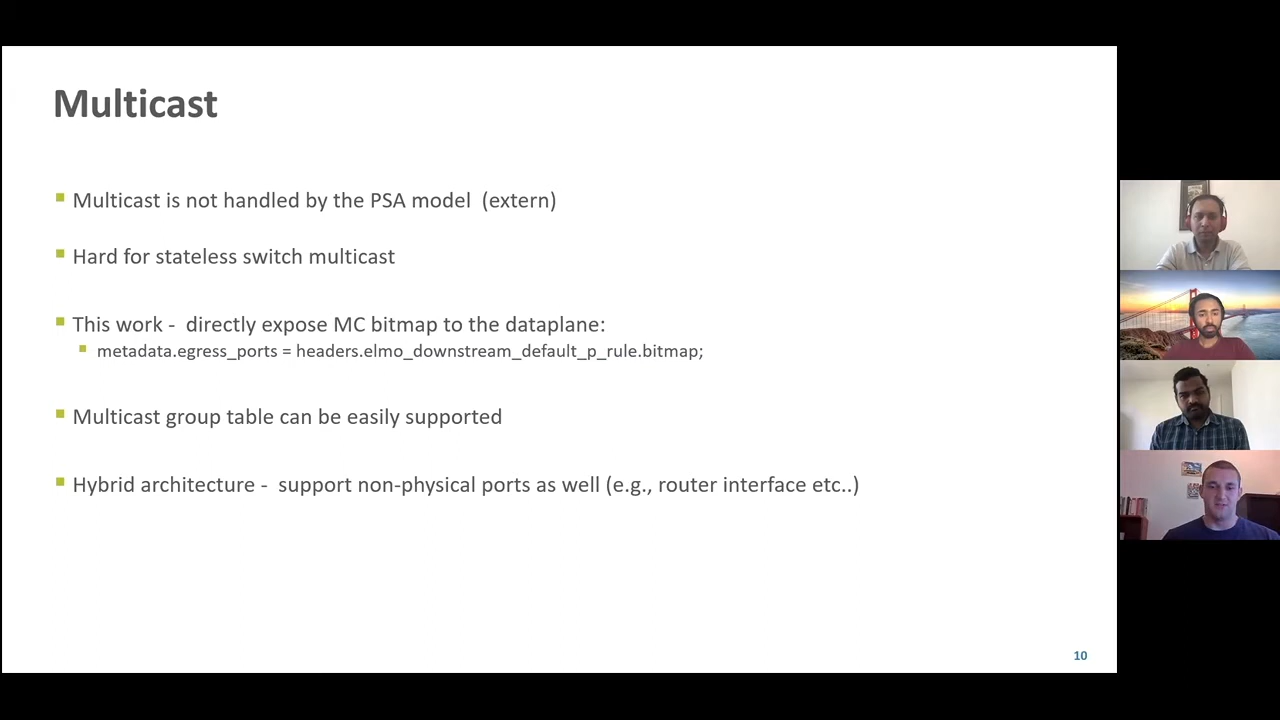 Multicast
Multicast is not handled by the PSA model (extern)
Hard for stateless switch multicast
This work - directly expose MC bitmap to the dataplane:
metadata.egress_ports = headers.elmo_downstream_default_p_rule.bitmap;
Multicast group table can be easily supported
Hybrid architecture - support non-physical ports as well (e.g., router interface etc..)
10